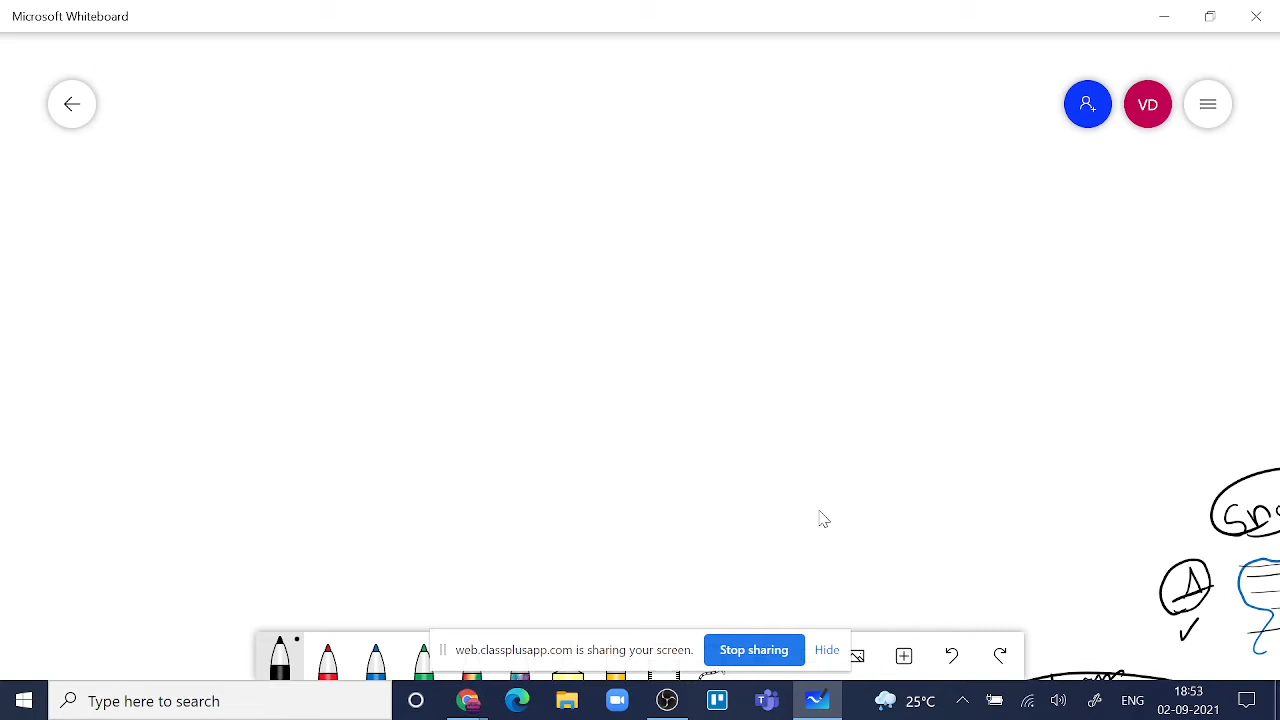 Microsoft Whiteboard
VD
A
web.classplusapp.com is sharing your screen.
Stop sharing
Hide
Type here to search
25°C
ENG
18:53
02-09-2021